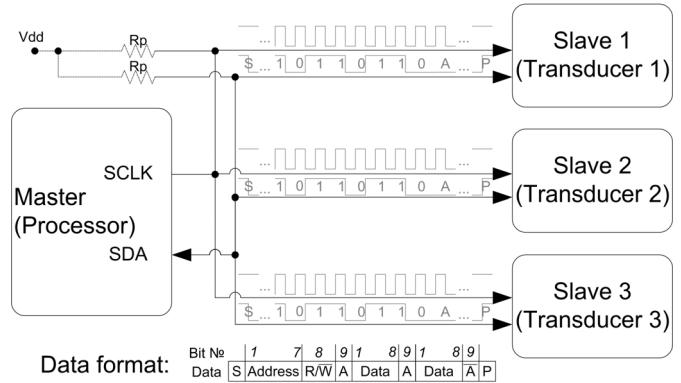 Vdd
Rp
Rp
... ...
S ... 1 0 1 1 0 1 1 0 A ... P
Slave 1
(Transducer 1)
Master
(Processor)
SCLK
SDA
... ...
S ... 1 0 1 1 0 1 1 0 A ... P
Slave 2
(Transducer 2)
... ...
S ... 1 0 1 1 0 1 1 0 A ... P
Slave 3
(Transducer 3)
Data format:
Bit № 1 7 8 9 1 8 9 1 8 9
Data S Address R/W̅ A Data A Data A̅ P